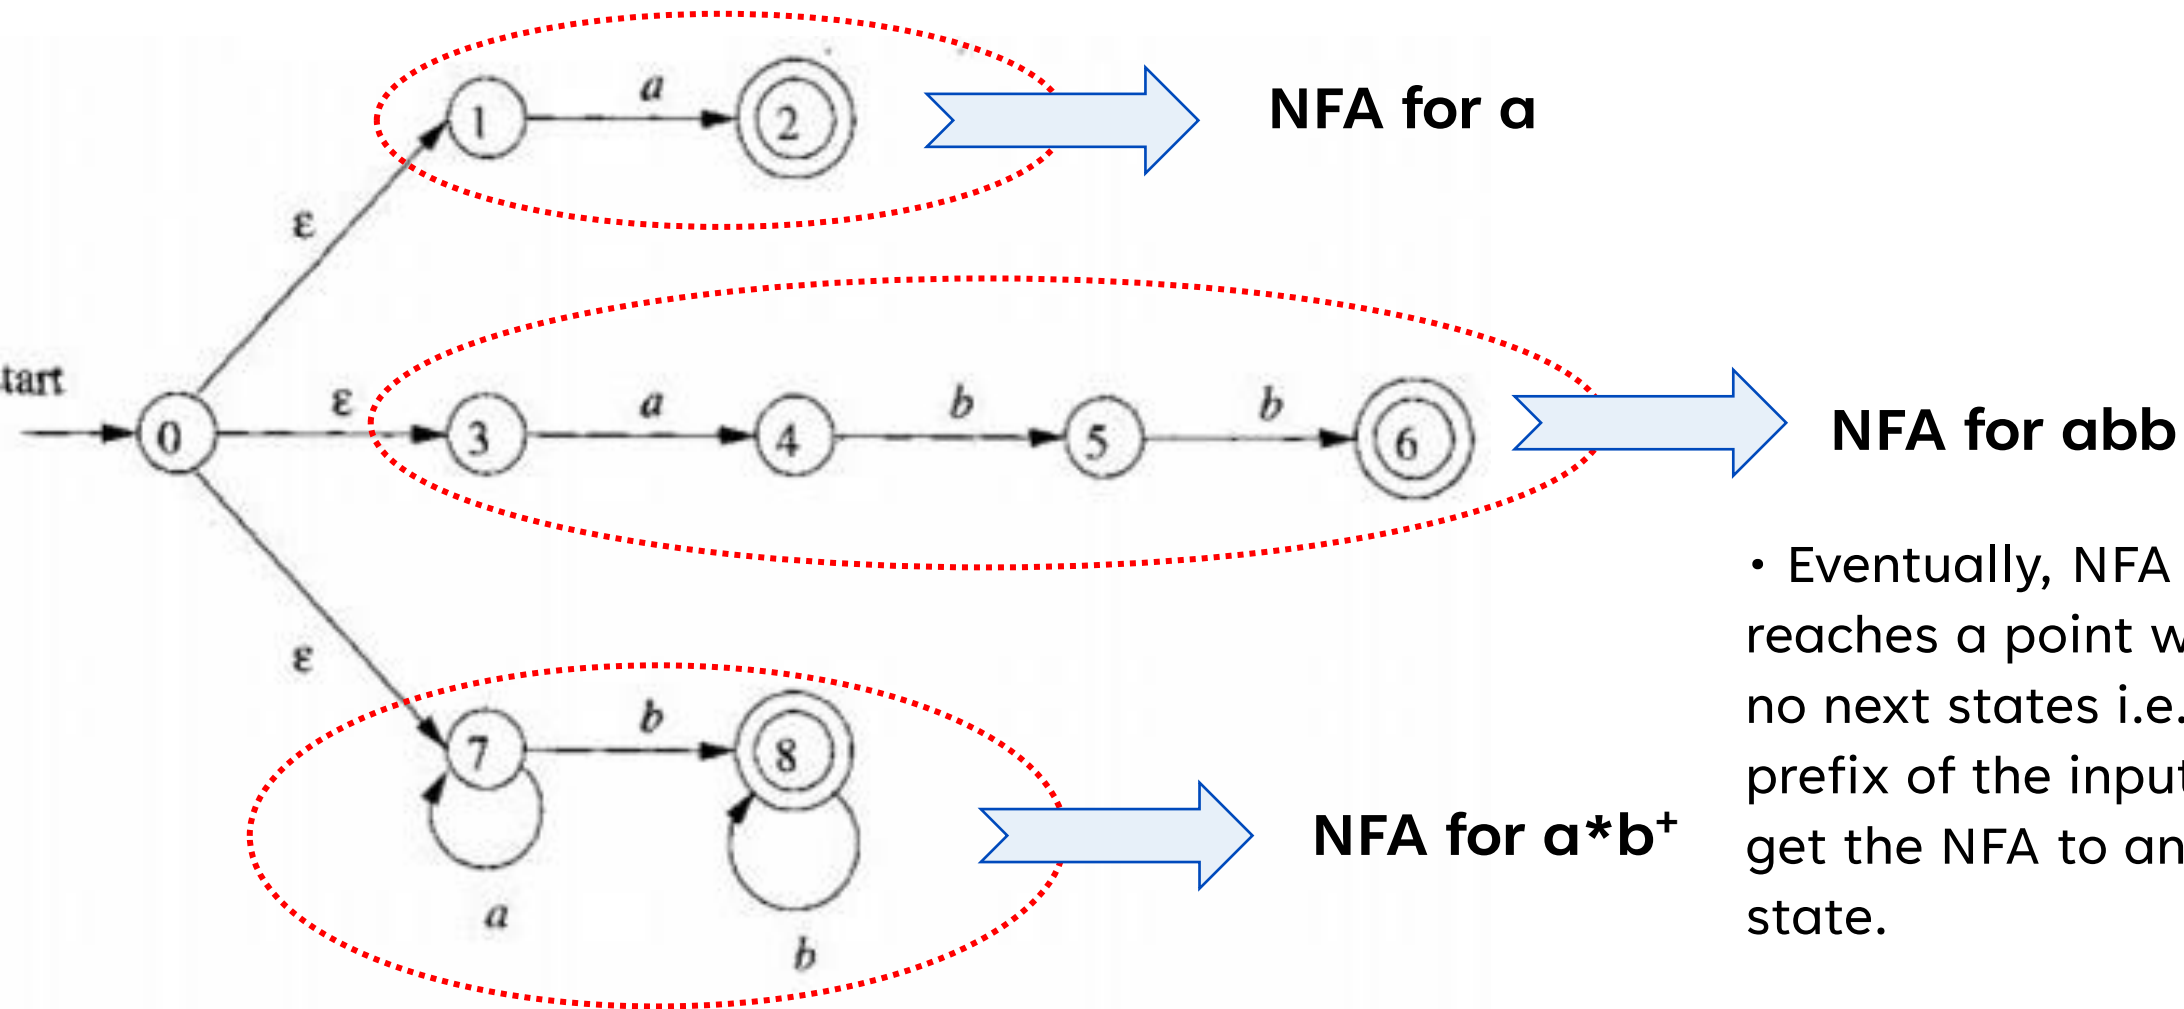 a
1
2
NFA for a
ε
tart
ε
a
b
b
0
3
4
5
6
NFA for abb
ε
b
7
8
a
b
NFA for a*b⁺
• Eventually, NFA
reaches a point w
no next states i.e.
prefix of the input
get the NFA to an
state.